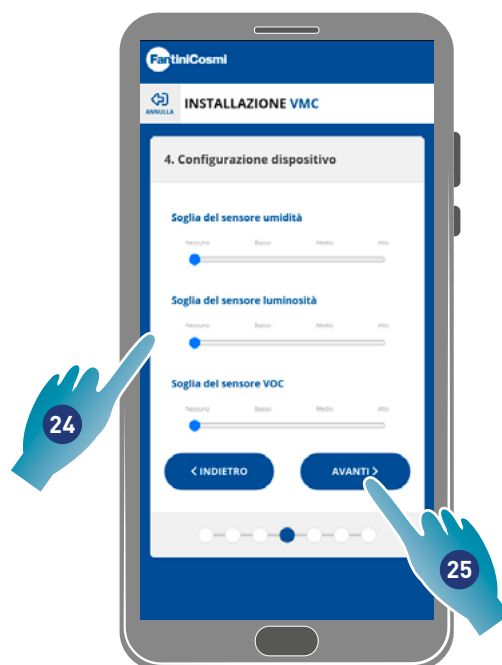 FantiniCosmi
ANNULLA
INSTALLAZIONE VMC
4. Configurazione dispositivo
Soglia del sensore umidità
Nessuno Basso Medio Alto
Soglia del sensore luminosità
Nessuno Basso Medio Alto
Soglia del sensore VOC
Nessuno Basso Medio Alto
24
< INDIETRO
AVANTI >
25